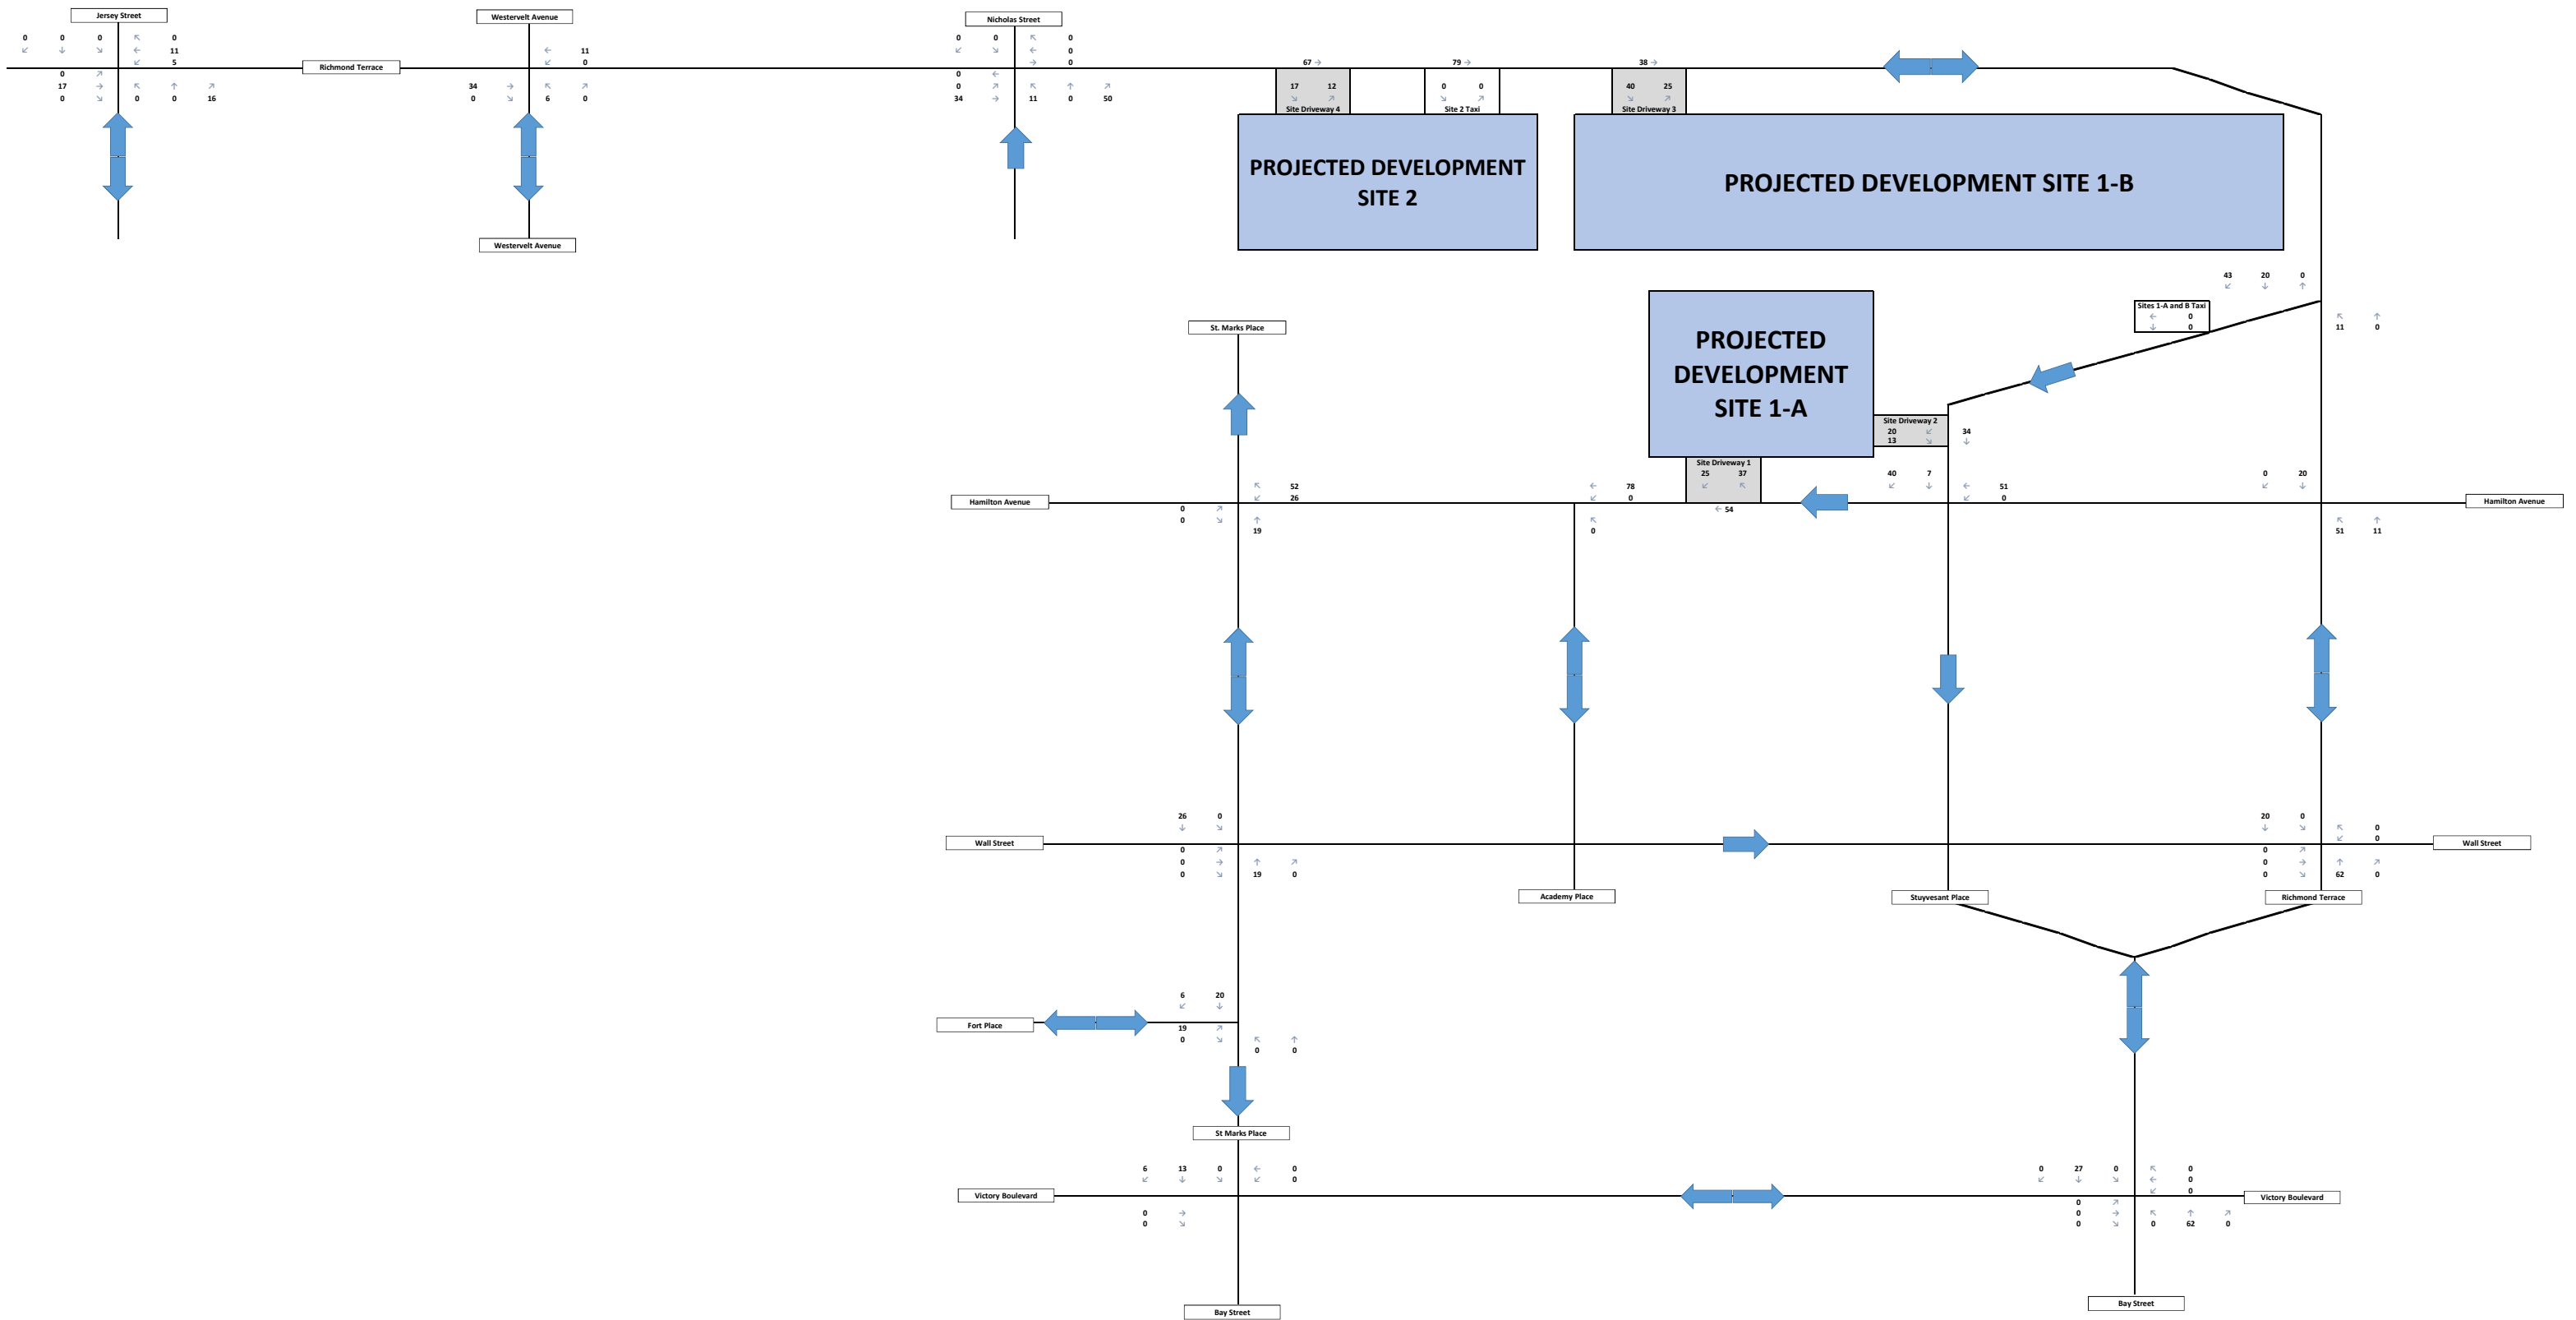 Jersey Street
Westervelt Avenue
Nicholas Street
0 0 0 ↖ 0
↙ ↓ ↘ ← 11
↙ 5
Richmond Terrace
0 ↗
17 → ↖ ↑ ↗
0 ↘ 0 0 16
← 11
↙ 0
34 → ↖ ↗
0 ↘ 6 0
Westervelt Avenue
0 0 ↖ 0
↙ ↘ ← 0
→ 0
0 ←
0 ↗ ↖ ↑ ↗
34 → 11 0 50
67 →
17 12
↘ ↗
Site Driveway 4
79 →
0 0
↘ ↗
Site 2 Taxi
38 →
40 25
↘ ↗
Site Driveway 3
PROJECTED DEVELOPMENT
SITE 2
PROJECTED DEVELOPMENT SITE 1-B
43 20 0
↙ ↓ ↑
Sites 1-A and B Taxi
← 0
↓ 0
↖ ↑
11 0
St. Marks Place
PROJECTED
DEVELOPMENT
SITE 1-A
Site Driveway 2
20 ↙ 34
13 ↘ ↓
Site Driveway 1
25 37
↙ ↖
Hamilton Avenue
↖ 52
↙ 26
0 ↗
0 ↘ ↑
19
← 78
↙ 0
← 54
↖
0
40 7
↙ ↓ ← 51
↙ 0
0 20
↙ ↓
Hamilton Avenue
↖ ↑
51 11
26 0
↓ ↘
Wall Street
0 ↗
0 → ↑ ↗
0 ↘ 19 0
20 0
↓ ↘ ↖ 0
↙ 0
Wall Street
0 ↗
0 → ↑ ↗
0 ↘ 62 0
Academy Place
Stuyvesant Place
Richmond Terrace
6 20
↙ ↓
Fort Place
19 ↗
0 ↘ ↖ ↑
0 0
St Marks Place
6 13 0 ← 0
↙ ↓ ↘ ↙ 0
Victory Boulevard
0 →
0 ↘
0 27 0 ↖ 0
↙ ↓ ↘ ← 0
↙ 0
Victory Boulevard
0 ↗
0 → ↖ ↑ ↗
0 ↘ 0 62 0
Bay Street
Bay Street